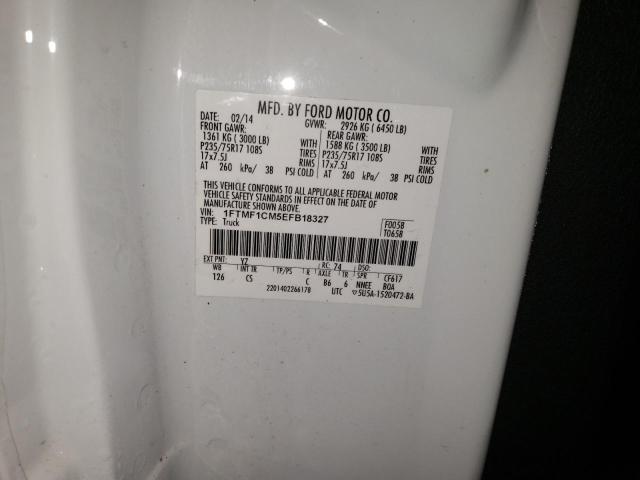 MFD. BY FORD MOTOR CO.
DATE: 02/14 GVWR: 2926 KG ( 6450 LB)
FRONT GAWR: REAR GAWR:
1361 KG ( 3000 LB) WITH 1588 KG ( 3500 LB) WITH
P235/75R17 108S TIRES P235/75R17 108S TIRES
17x7.5J RIMS 17x7.5J RIMS
AT 260 kPa/ 38 PSI COLD AT 260 kPa/ 38 PSI COLD
THIS VEHICLE CONFORMS TO ALL APPLICABLE FEDERAL MOTOR
VEHICLE SAFETY STANDARDS IN EFFECT ON THE DATE OF
MANUFACTURE SHOWN ABOVE.
VIN: 1FTMF1CM5EFB18327 F0058
TYPE: Truck T0658
EXT PNT: YZ RC: 74 DSO:
WB INT TR TP/PS R AXLE TR SPR CF617
126 CS C B6 6 NNEE BOA
2201402266178 UTC 5U5A-1520472-BA